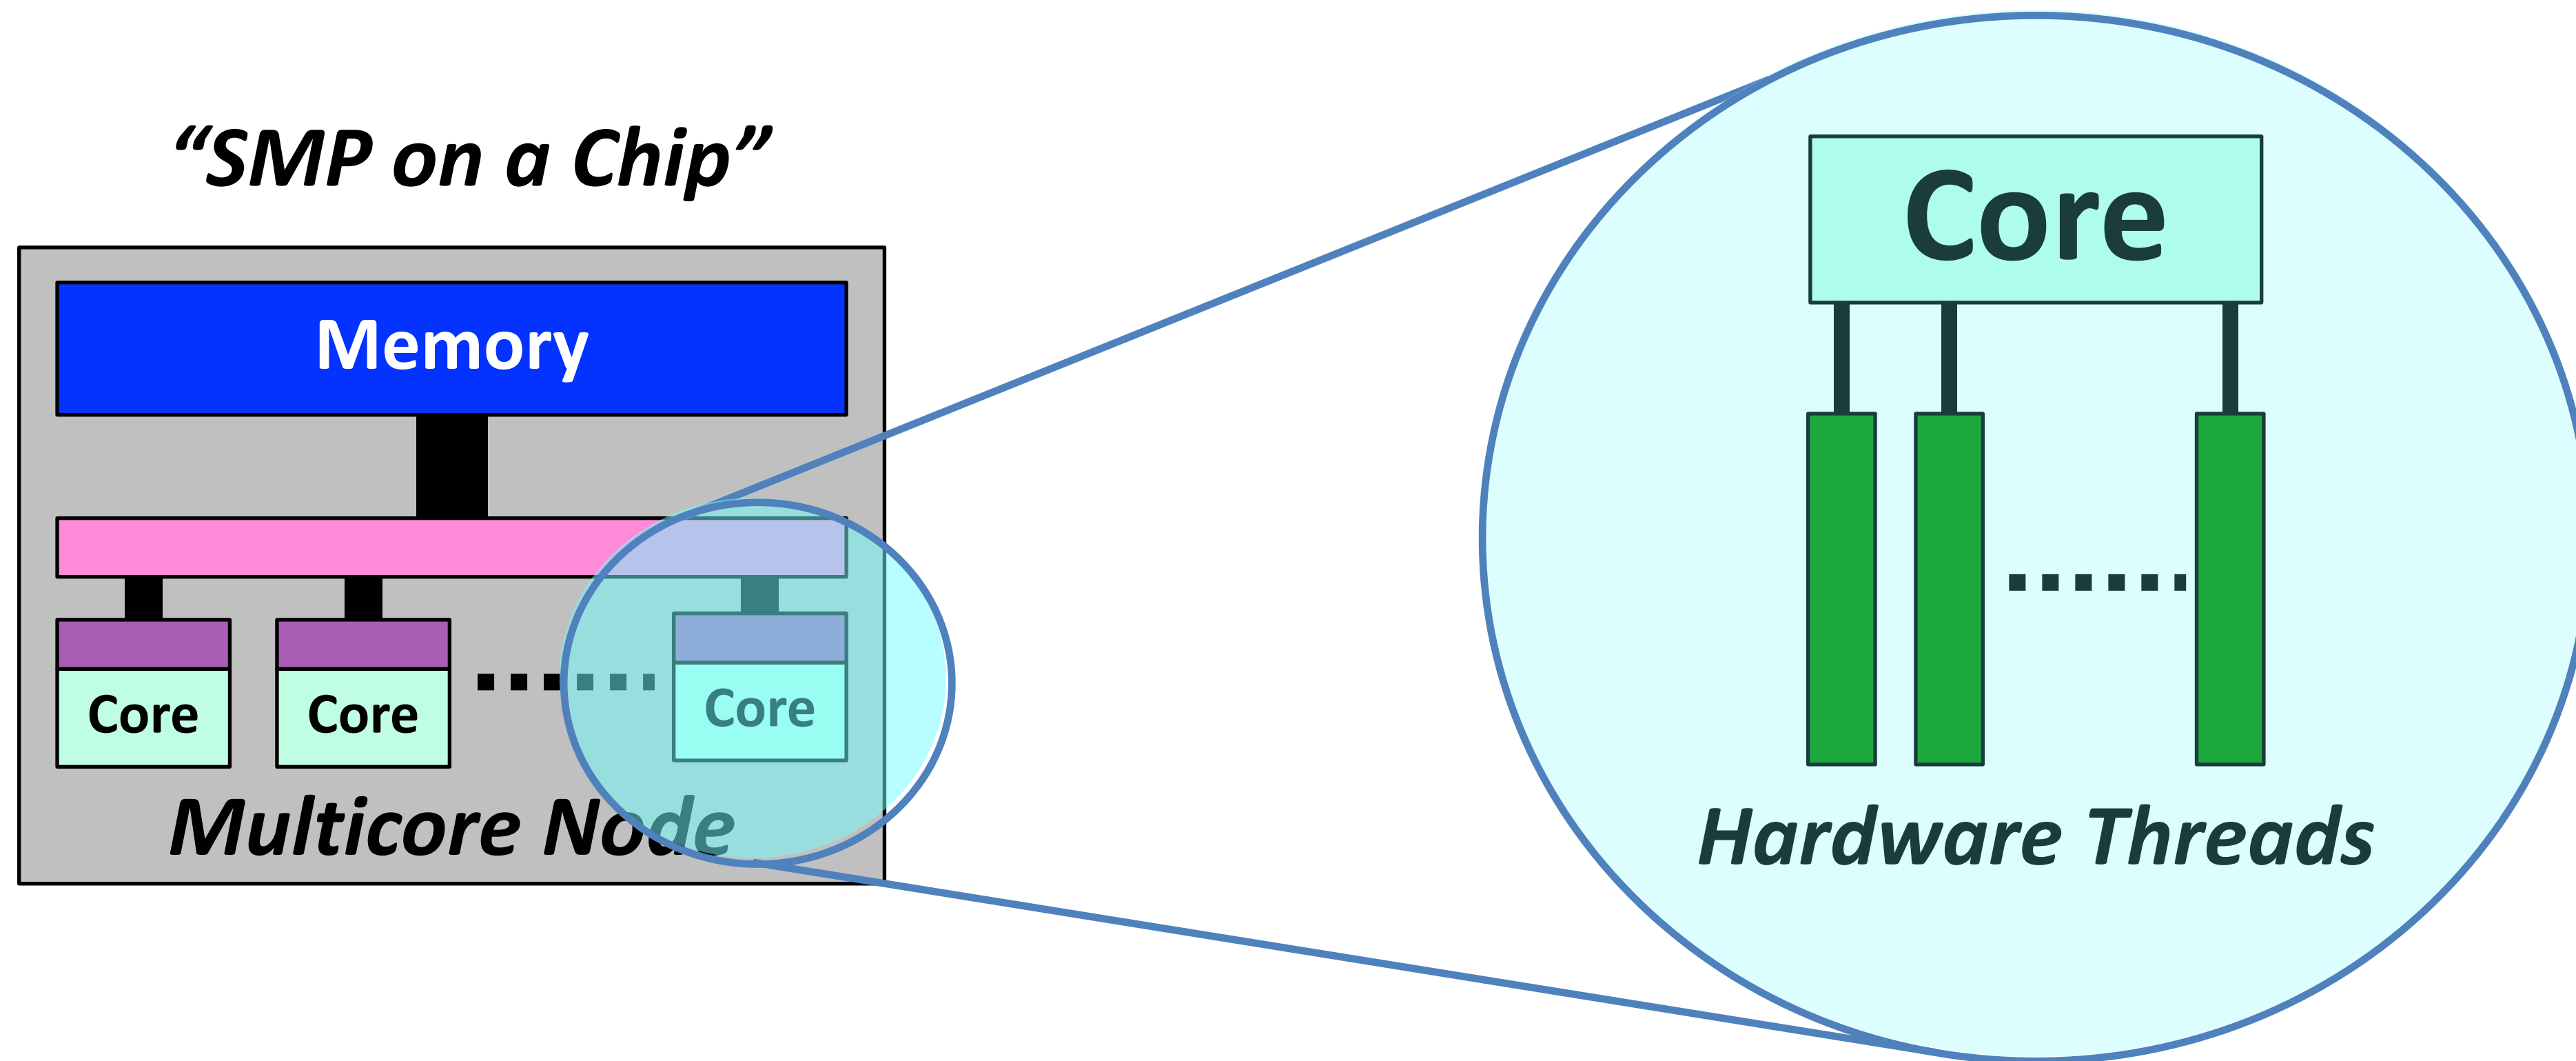 “SMP on a Chip”
Memory
Core
Core
Core
Multicore Node
Core
Hardware Threads